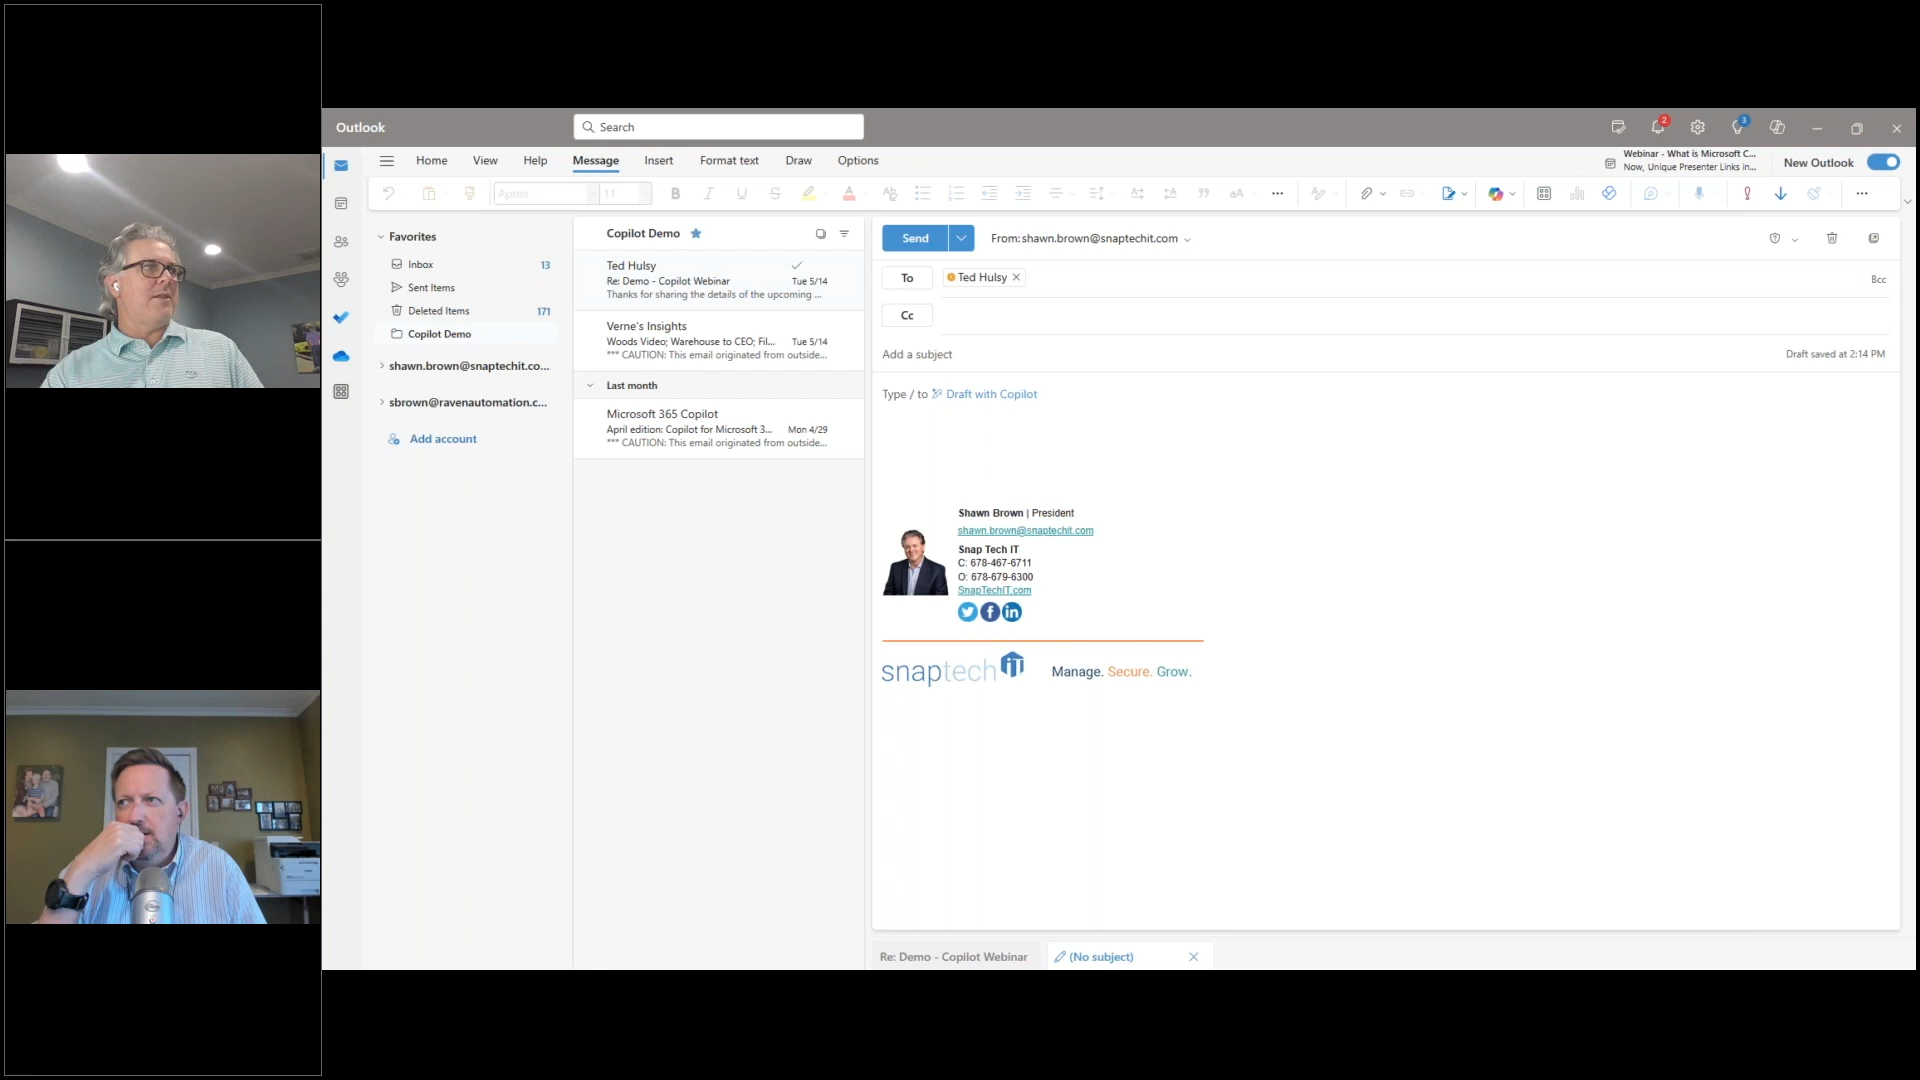 Outlook
Search
2
3
Home View Help Message Insert Format text Draw Options
Webinar - What is Microsoft C...
Now, Unique Presenter Links in...
New Outlook
Aptos 11
Favorites
Inbox 13
Sent Items
Deleted Items 171
Copilot Demo
shawn.brown@snaptechit.co...
sbrown@ravenautomation.c...
Add account
Copilot Demo
Ted Hulsy
Re: Demo - Copilot Webinar Tue 5/14
Thanks for sharing the details of the upcoming ...
Verne's Insights
Woods Video; Warehouse to CEO; Fil... Tue 5/14
*** CAUTION: This email originated from outside...
Last month
Microsoft 365 Copilot
April edition: Copilot for Microsoft 3... Mon 4/29
*** CAUTION: This email originated from outside...
Send From: shawn.brown@snaptechit.com
To Ted Hulsy Bcc
Cc
Add a subject Draft saved at 2:14 PM
Type / to Draft with Copilot
Shawn Brown | President
shawn.brown@snaptechit.com
Snap Tech IT
C: 678-467-6711
O: 678-679-6300
SnapTechIT.com
snaptech iT Manage. Secure. Grow.
Re: Demo - Copilot Webinar (No subject)